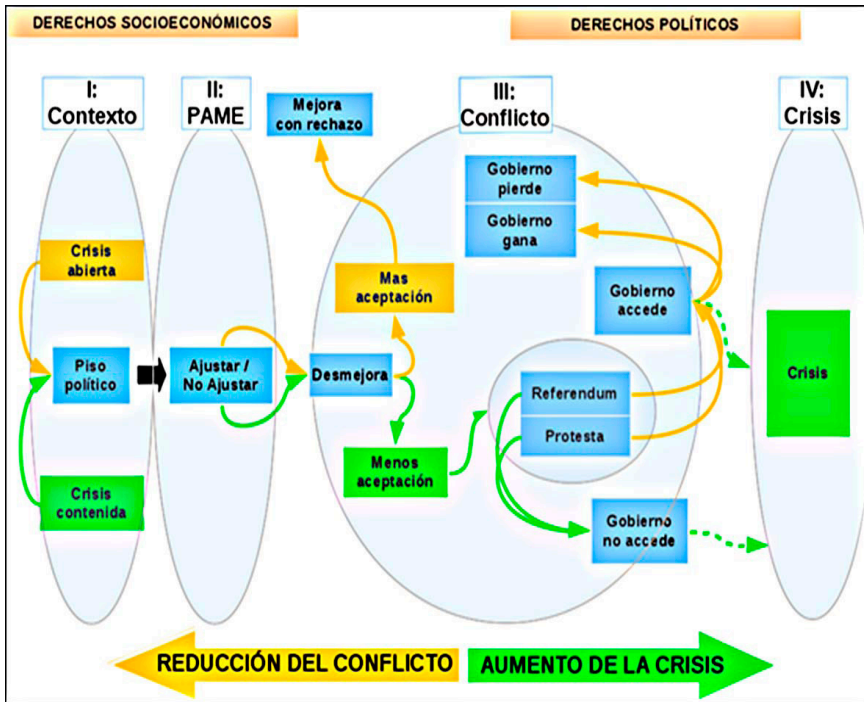 DERECHOS SOCIOECONÓMICOS
DERECHOS POLÍTICOS
I:
Contexto
II:
PAME
Mejora
con rechazo
III:
Conflicto
IV:
Crisis
Gobierno
pierde
Gobierno
gana
Crisis
abierta
Mas
aceptación
Gobierno
accede
Piso
político
Ajustar /
No Ajustar
Desmejora
Referendum
Protesta
Crisis
Menos
aceptación
Crisis
contenida
Gobierno
no accede
REDUCCIÓN DEL CONFLICTO
AUMENTO DE LA CRISIS